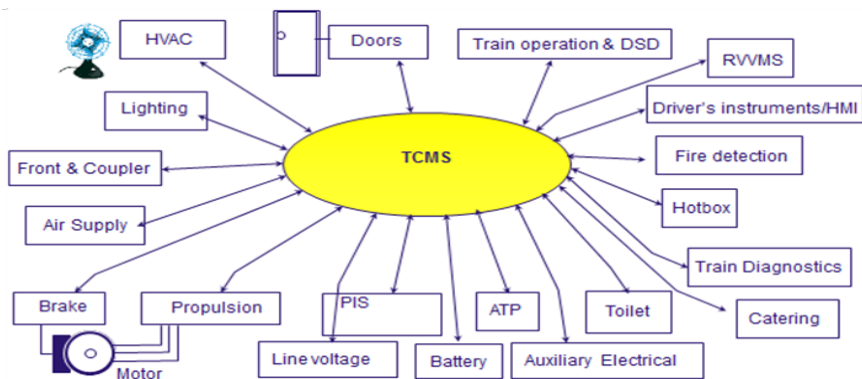 HVAC
Doors
Train operation & DSD
RVVMS
Lighting
Driver's instruments/HMI
TCMS
Front & Coupler
Fire detection
Hotbox
Air Supply
Train Diagnostics
Brake
Propulsion
PIS
ATP
Toilet
Catering
Line voltage
Battery
Auxiliary Electrical
Motor